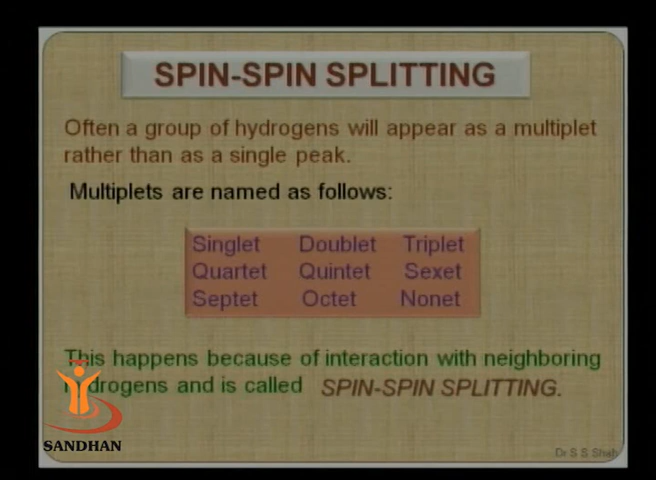 SPIN-SPIN SPLITTING
Often a group of hydrogens will appear as a multiplet
rather than as a single peak.
Multiplets are named as follows:
Singlet Doublet Triplet
Quartet Quintet Sexet
Septet Octet Nonet
This happens because of interaction with neighboring
hydrogens and is called SPIN-SPIN SPLITTING.
SANDHAN
Dr S S Shah